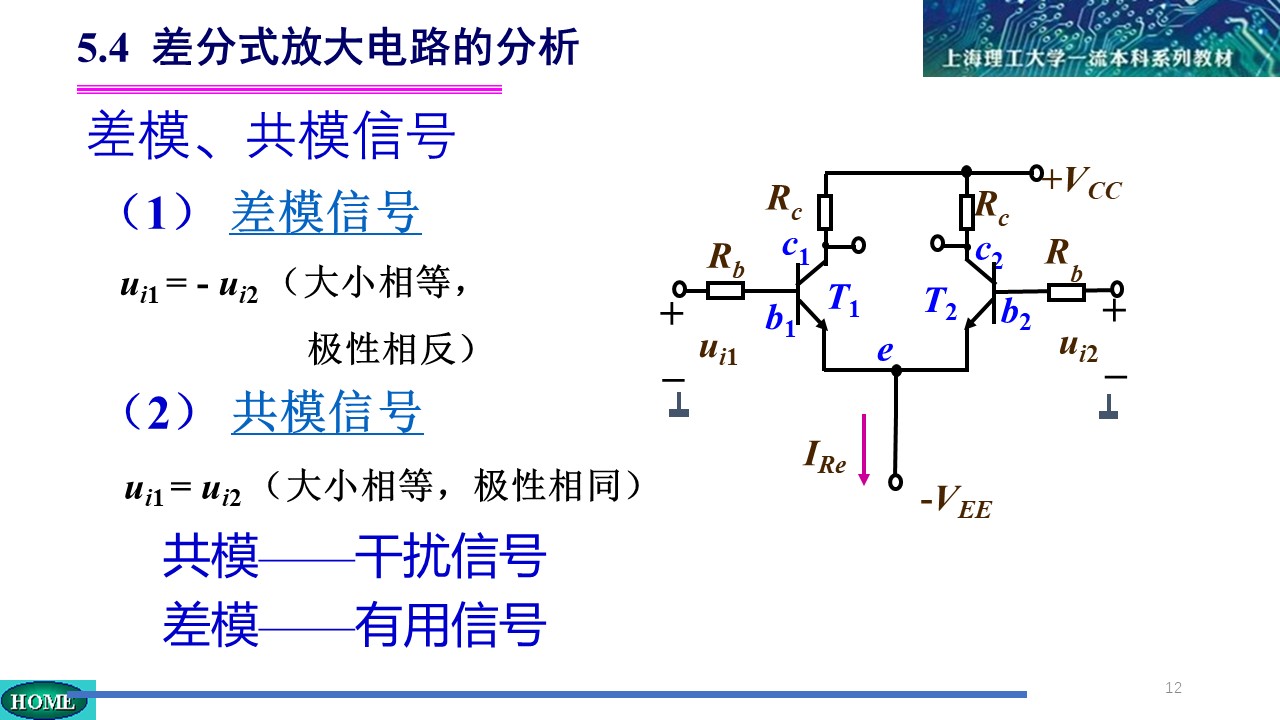 5.4 差分式放大电路的分析
上海理工大学一流本科系列教材
差模、共模信号
（1） 差模信号
ui1 = - ui2（大小相等，
极性相反）
（2） 共模信号
ui1 = ui2（大小相等，极性相同）
共模——干扰信号
差模——有用信号
+VCC
Rc
Rc
c1
c2
Rb
Rb
T1
T2
b1
b2
+
+
ui1
e
ui2
–
–
IRe
-VEE
HOME
12